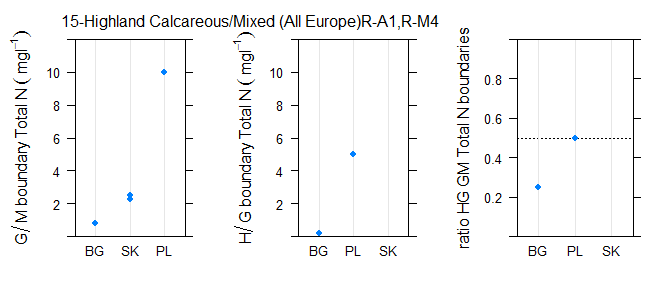 15-Highland Calcareous/Mixed (All Europe)R-A1,R-M4
G/M boundary Total N ( mgl⁻¹)
10
8
6
4
2
BG SK PL
H/G boundary Total N ( mgl⁻¹)
10
8
6
4
2
BG PL SK
ratio HG GM Total N boundaries
0.8
0.6
0.4
0.2
BG PL SK